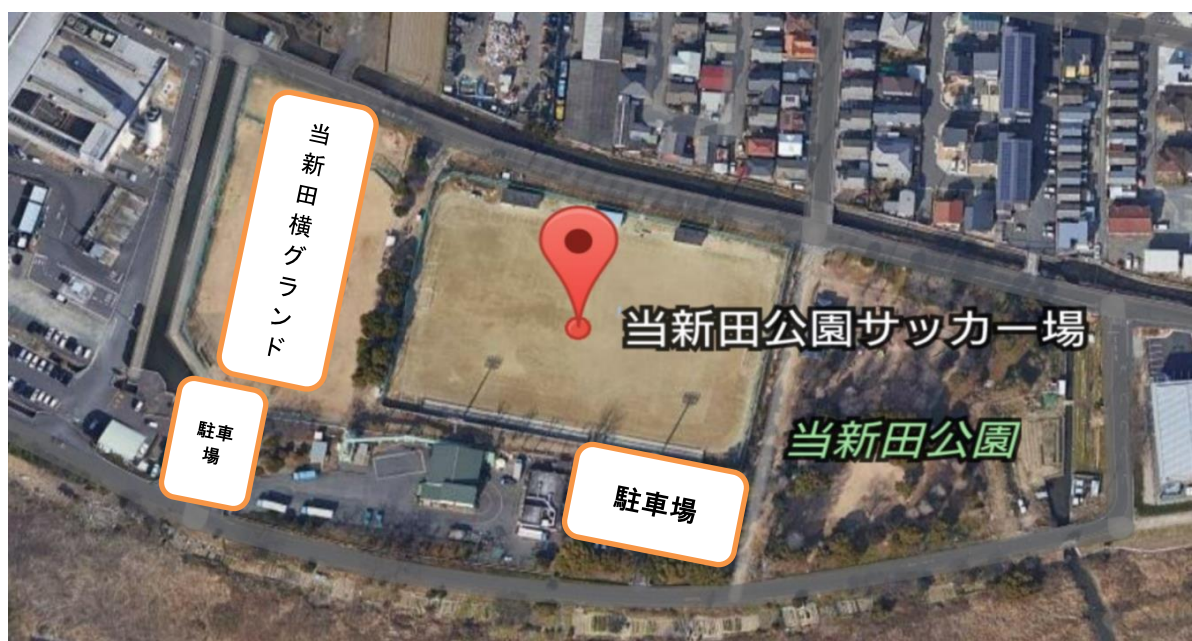 当新田横グランド
当新田公園サッカー場
当新田公園
駐車
場
駐車場